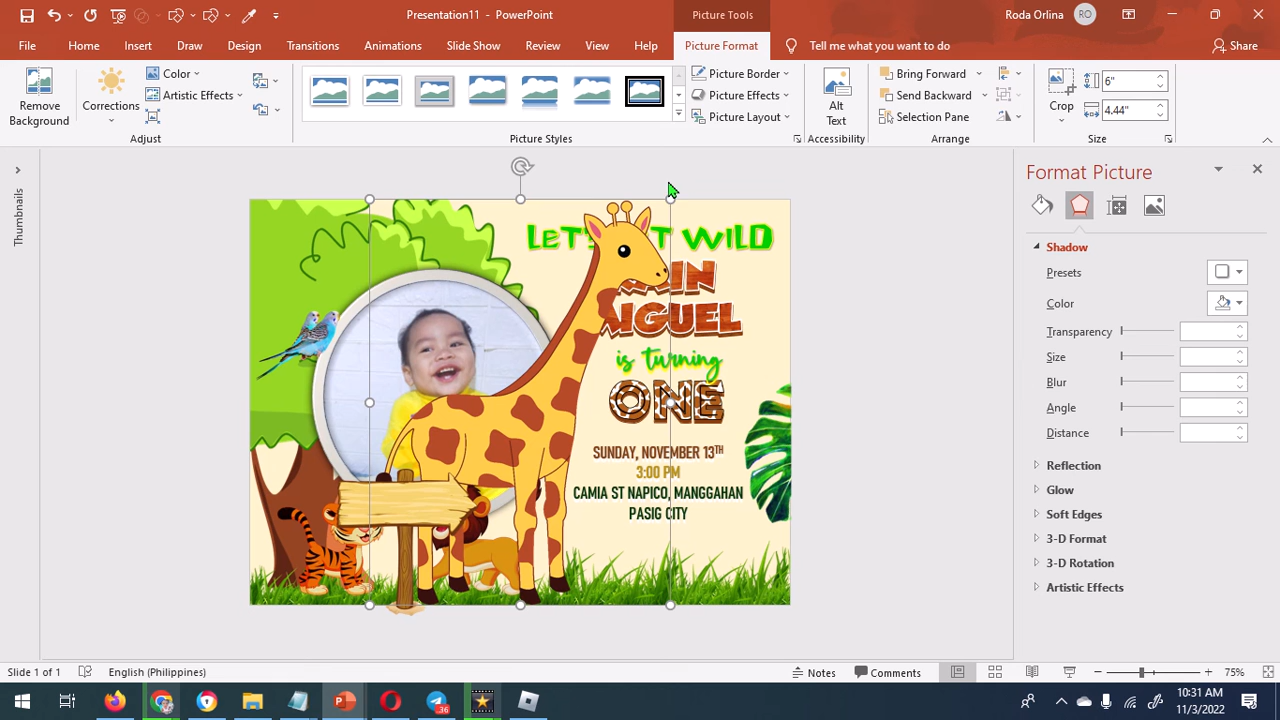 Presentation11 - PowerPoint
Picture Tools
Roda Orlina
RO
File
Home
Insert
Draw
Design
Transitions
Animations
Slide Show
Review
View
Help
Picture Format
Tell me what you want to do
Share
Remove Background
Corrections
Color
Artistic Effects
Adjust
Picture Styles
Picture Border
Picture Effects
Picture Layout
Alt Text
Accessibility
Bring Forward
Send Backward
Selection Pane
Arrange
Crop
6"
4.44"
Size
Thumbnails
LET'S
T WILD
IN
IGUEL
is turning
ONE
SUNDAY, NOVEMBER 13TH
3:00 PM
CAMIA ST NAPICO, MANGGAHAN
PASIG CITY
Format Picture
Shadow
Presets
Color
Transparency
Size
Blur
Angle
Distance
Reflection
Glow
Soft Edges
3-D Format
3-D Rotation
Artistic Effects
Slide 1 of 1
English (Philippines)
Notes
Comments
75%
36
10:31 AM
11/3/2022